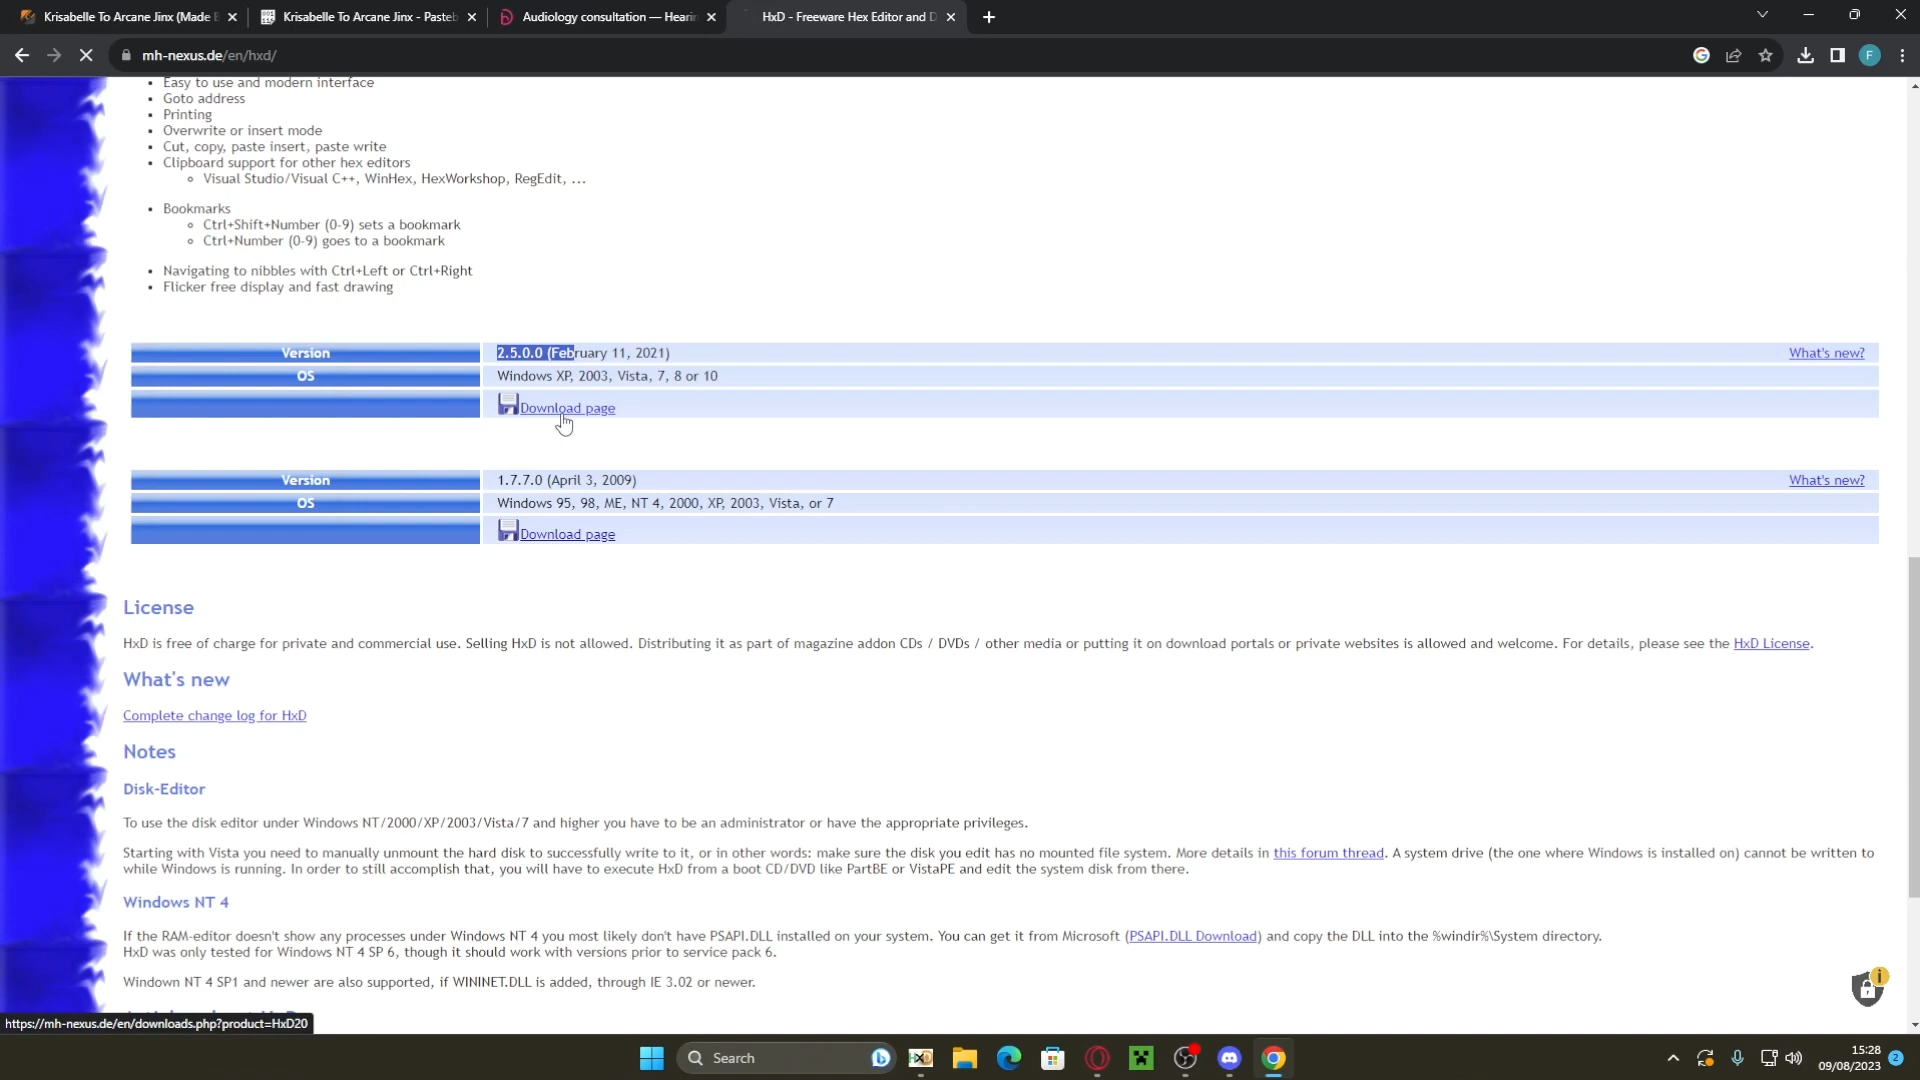 Krisabelle To Arcane Jinx (Made B
Krisabelle To Arcane Jinx - Pasteb
Audiology consultation — Hearin
HxD - Freeware Hex Editor and D
mh-nexus.de/en/hxd/
F
Easy to use and modern interface
Goto address
Printing
Overwrite or insert mode
Cut, copy, paste insert, paste write
Clipboard support for other hex editors
Visual Studio/Visual C++, WinHex, HexWorkshop, RegEdit, ...
Bookmarks
Ctrl+Shift+Number (0-9) sets a bookmark
Ctrl+Number (0-9) goes to a bookmark
Navigating to nibbles with Ctrl+Left or Ctrl+Right
Flicker free display and fast drawing
Version 2.5.0.0 (February 11, 2021) What's new?
OS Windows XP, 2003, Vista, 7, 8 or 10
Download page
Version 1.7.7.0 (April 3, 2009) What's new?
OS Windows 95, 98, ME, NT 4, 2000, XP, 2003, Vista, or 7
Download page
License
HxD is free of charge for private and commercial use. Selling HxD is not allowed. Distributing it as part of magazine addon CDs / DVDs / other media or putting it on download portals or private websites is allowed and welcome. For details, please see the HxD License.
What's new
Complete change log for HxD
Notes
Disk-Editor
To use the disk editor under Windows NT/2000/XP/2003/Vista/7 and higher you have to be an administrator or have the appropriate privileges.
Starting with Vista you need to manually unmount the hard disk to successfully write to it, or in other words: make sure the disk you edit has no mounted file system. More details in this forum thread. A system drive (the one where Windows is installed on) cannot be written to
while Windows is running. In order to still accomplish that, you will have to execute HxD from a boot CD/DVD like PartBE or VistaPE and edit the system disk from there.
Windows NT 4
If the RAM-editor doesn't show any processes under Windows NT 4 you most likely don't have PSAPI.DLL installed on your system. You can get it from Microsoft (PSAPI.DLL Download) and copy the DLL into the %windir%\System directory.
HxD was only tested for Windows NT 4 SP 6, though it should work with versions prior to service pack 6.
Windown NT 4 SP1 and newer are also supported, if WININET.DLL is added, through IE 3.02 or newer.
https://mh-nexus.de/en/downloads.php?product=HxD20
Search
15:28
09/08/2023
2